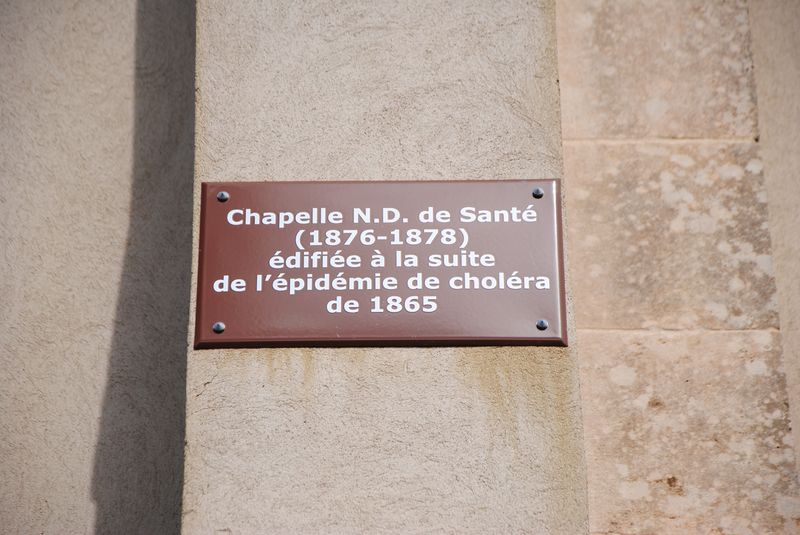 Chapelle N.D. de Santé
(1876-1878)
édifiée à la suite
de l'épidémie de choléra
de 1865